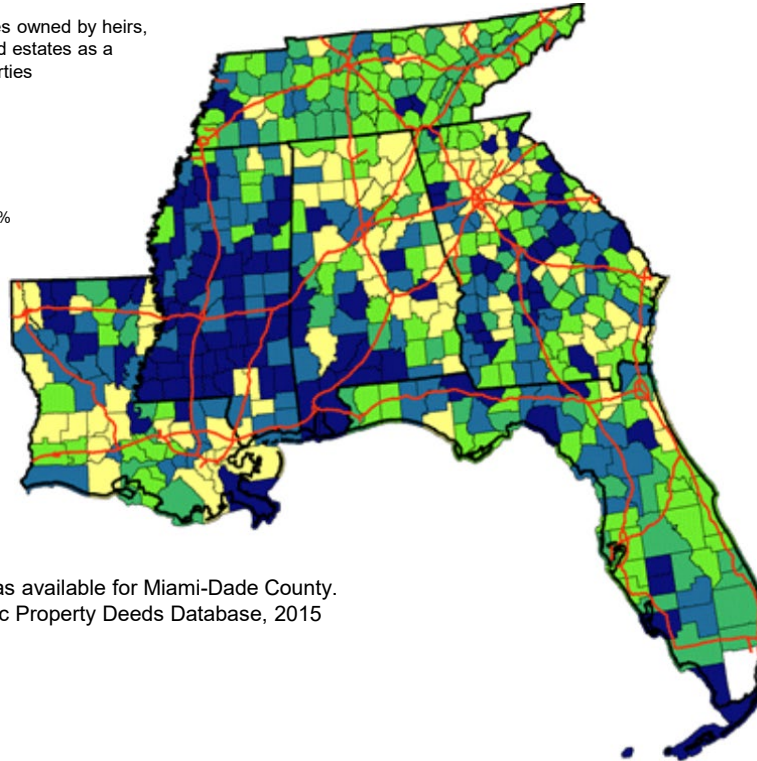 es owned by heirs,
d estates as a
rties
%
as available for Miami-Dade County.
c Property Deeds Database, 2015